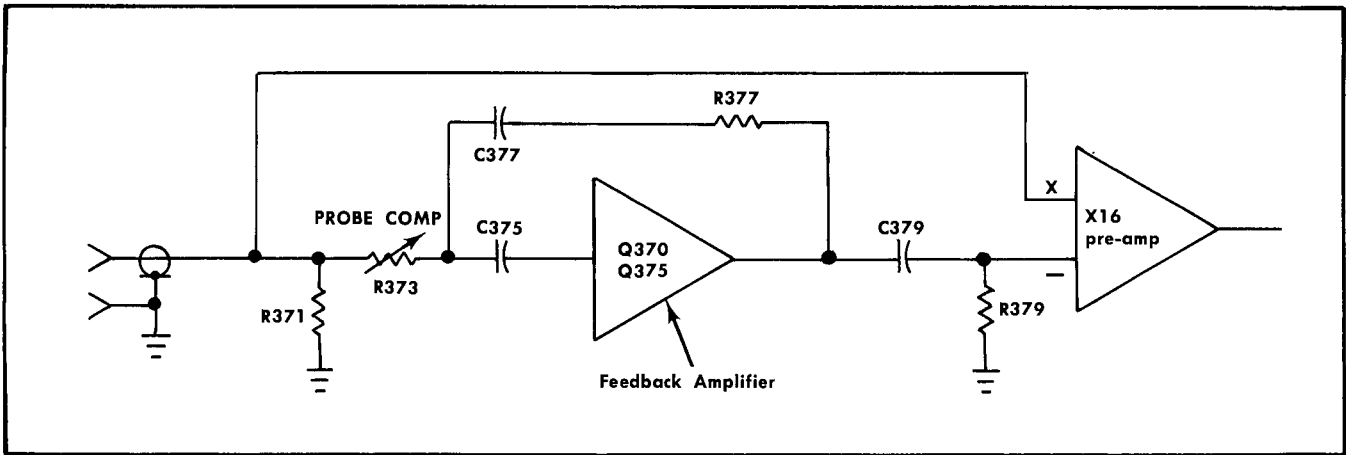 R377
C377
X
PROBE COMP
C375
C379
X16
pre-amp
Q370
Q375
R373
—
R371
R379
Feedback Amplifier